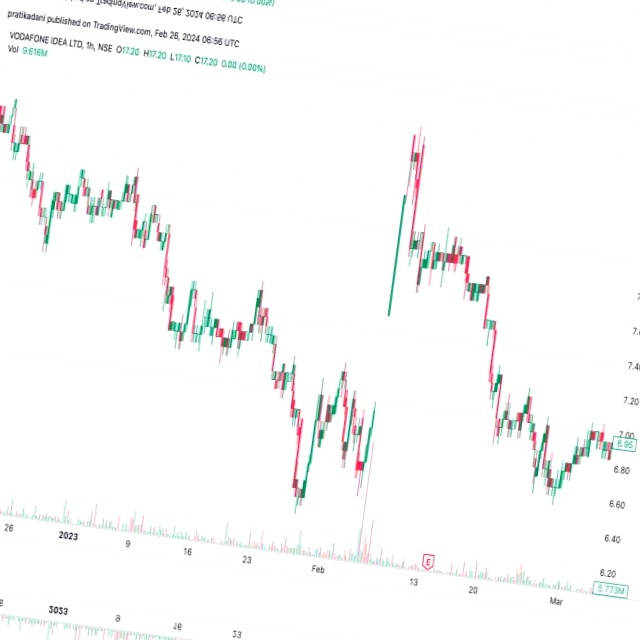 pratikadani published on TradingView.com, Feb 26, 2024 06:56 UTC
VODAFONE IDEA LTD, 1h, NSE O17.20 H17.20 L17.10 C17.20 0.00 (0.00%)
Vol 9.616M
7.40
7.20
7.00
6.95
6.80
6.60
6.40
6.20
5.773M
E
26 2023 9 16 23 Feb 13 20 Mar